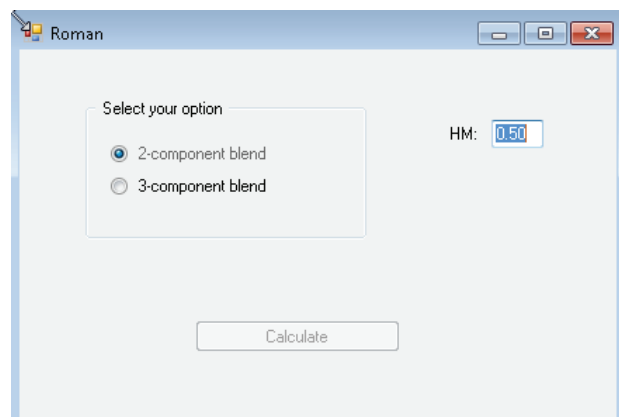 Roman
Select your option
HM: 0.50
2-component blend
3-component blend
Calculate